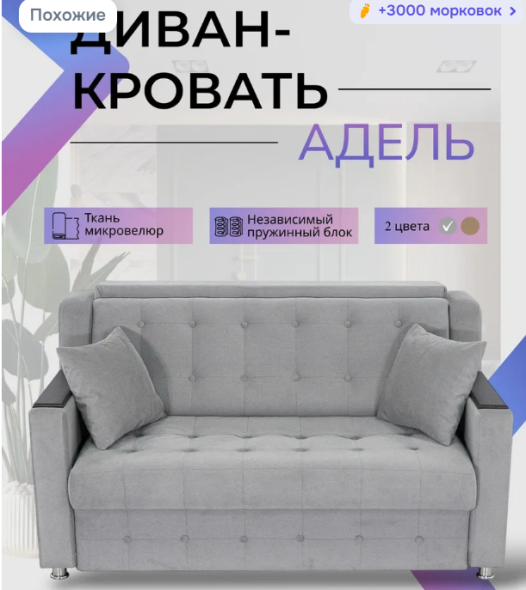 Похожие
+3000 морковок
ДИВАН-
КРОВАТЬ
АДЕЛЬ
Ткань
микровелюр
Независимый
пружинный блок
2 цвета